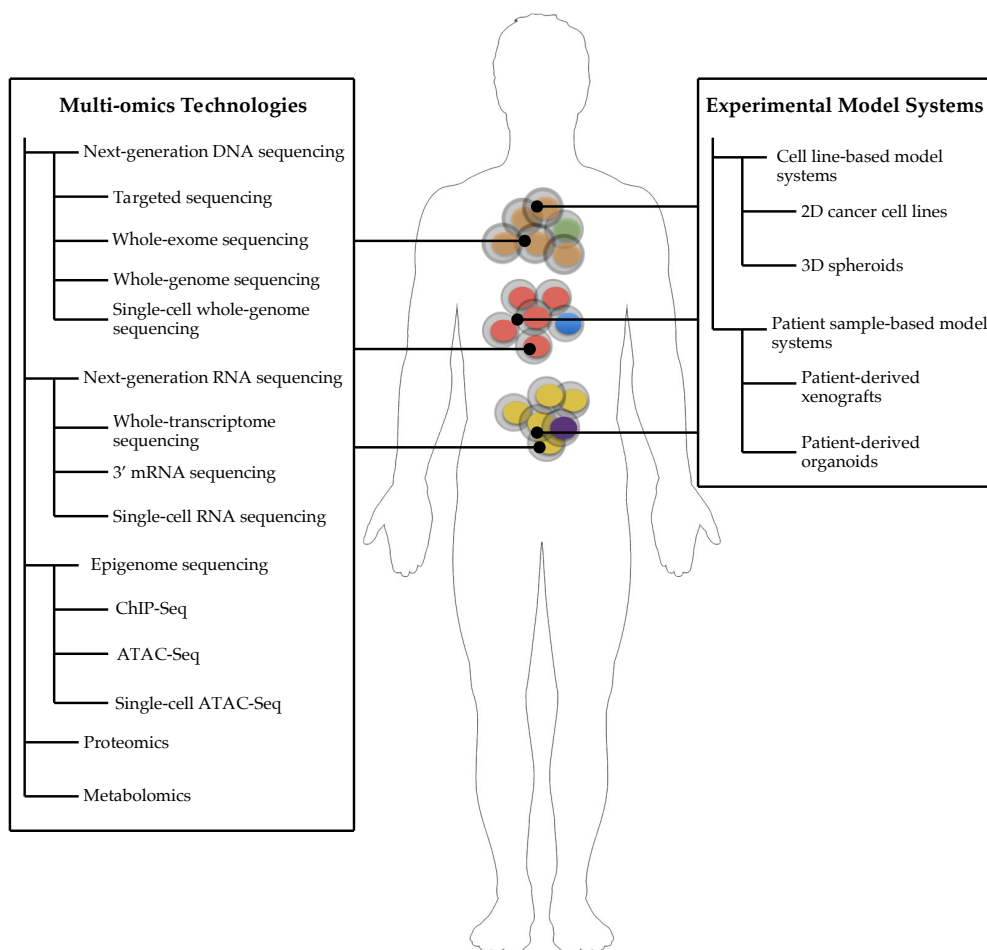 Multi-omics Technologies
Next-generation DNA sequencing
Targeted sequencing
Whole-exome sequencing
Whole-genome sequencing
Single-cell whole-genome
sequencing
Next-generation RNA sequencing
Whole-transcriptome
sequencing
3′ mRNA sequencing
Single-cell RNA sequencing
Epigenome sequencing
ChIP-Seq
ATAC-Seq
Single-cell ATAC-Seq
Proteomics
Metabolomics
Experimental Model Systems
Cell line-based model
systems
2D cancer cell lines
3D spheroids
Patient sample-based model
systems
Patient-derived
xenografts
Patient-derived
organoids